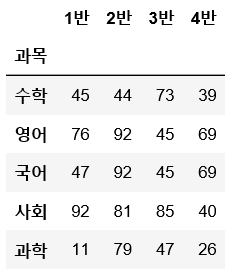 1반 2반 3반 4반
과목
수학 45 44 73 39
영어 76 92 45 69
국어 47 92 45 69
사회 92 81 85 40
과학 11 79 47 26